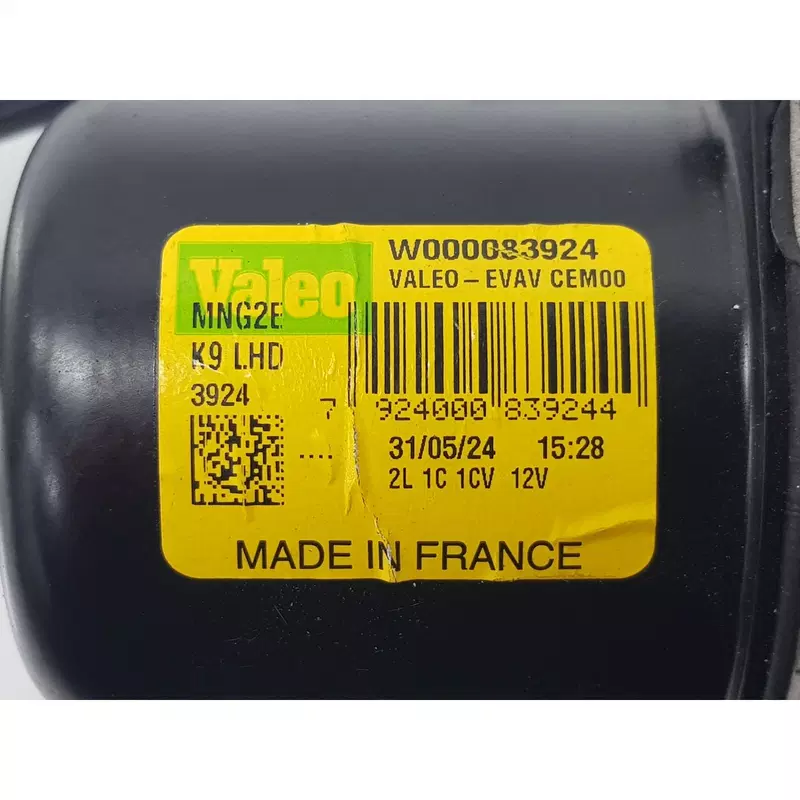 Valeo
W000083924
VALEO - EVAV CEM00
MNG2E
K9 LHD
3924
7 924000 839244
.... 31/05/24 15:28
2L 1C 1CV 12V
MADE IN FRANCE